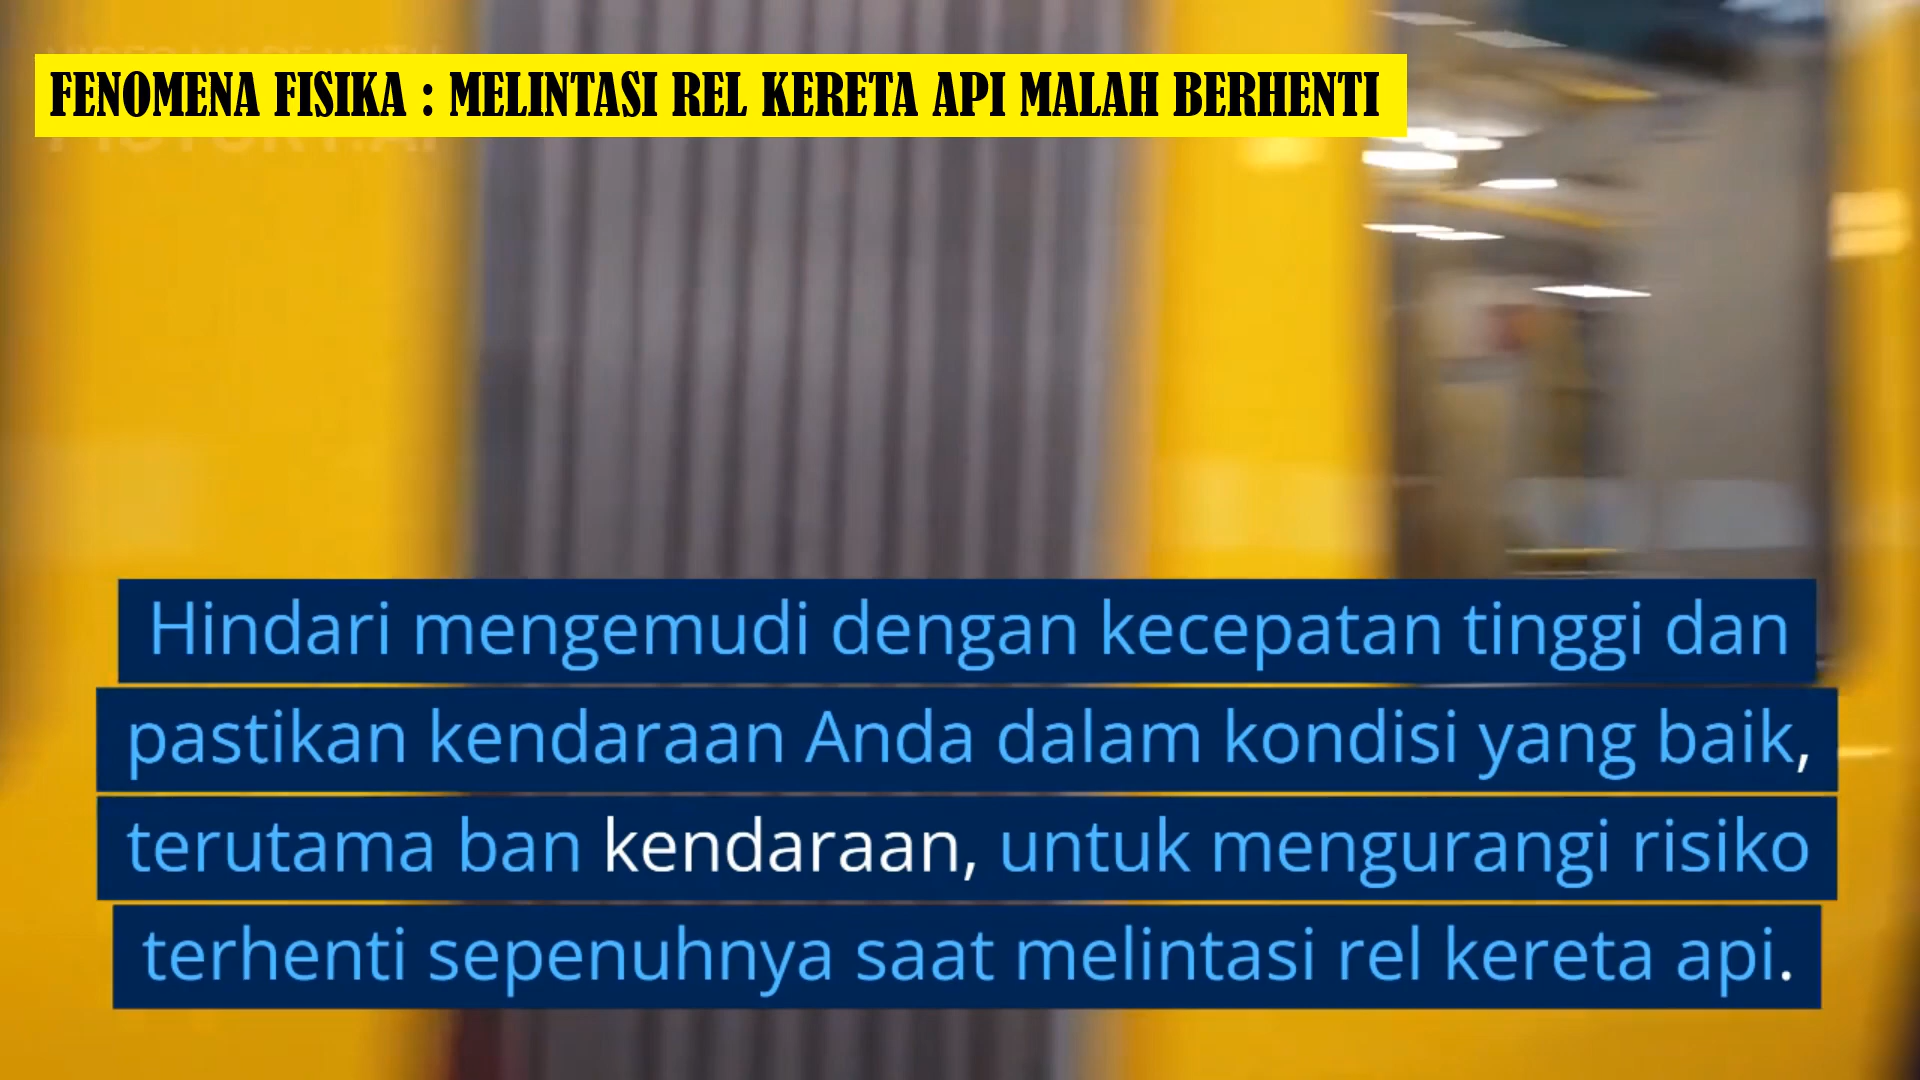 FENOMENA FISIKA : MELINTASI REL KERETA API MALAH BERHENTI
Hindari mengemudi dengan kecepatan tinggi dan
pastikan kendaraan Anda dalam kondisi yang baik,
terutama ban kendaraan, untuk mengurangi risiko
terhenti sepenuhnya saat melintasi rel kereta api.